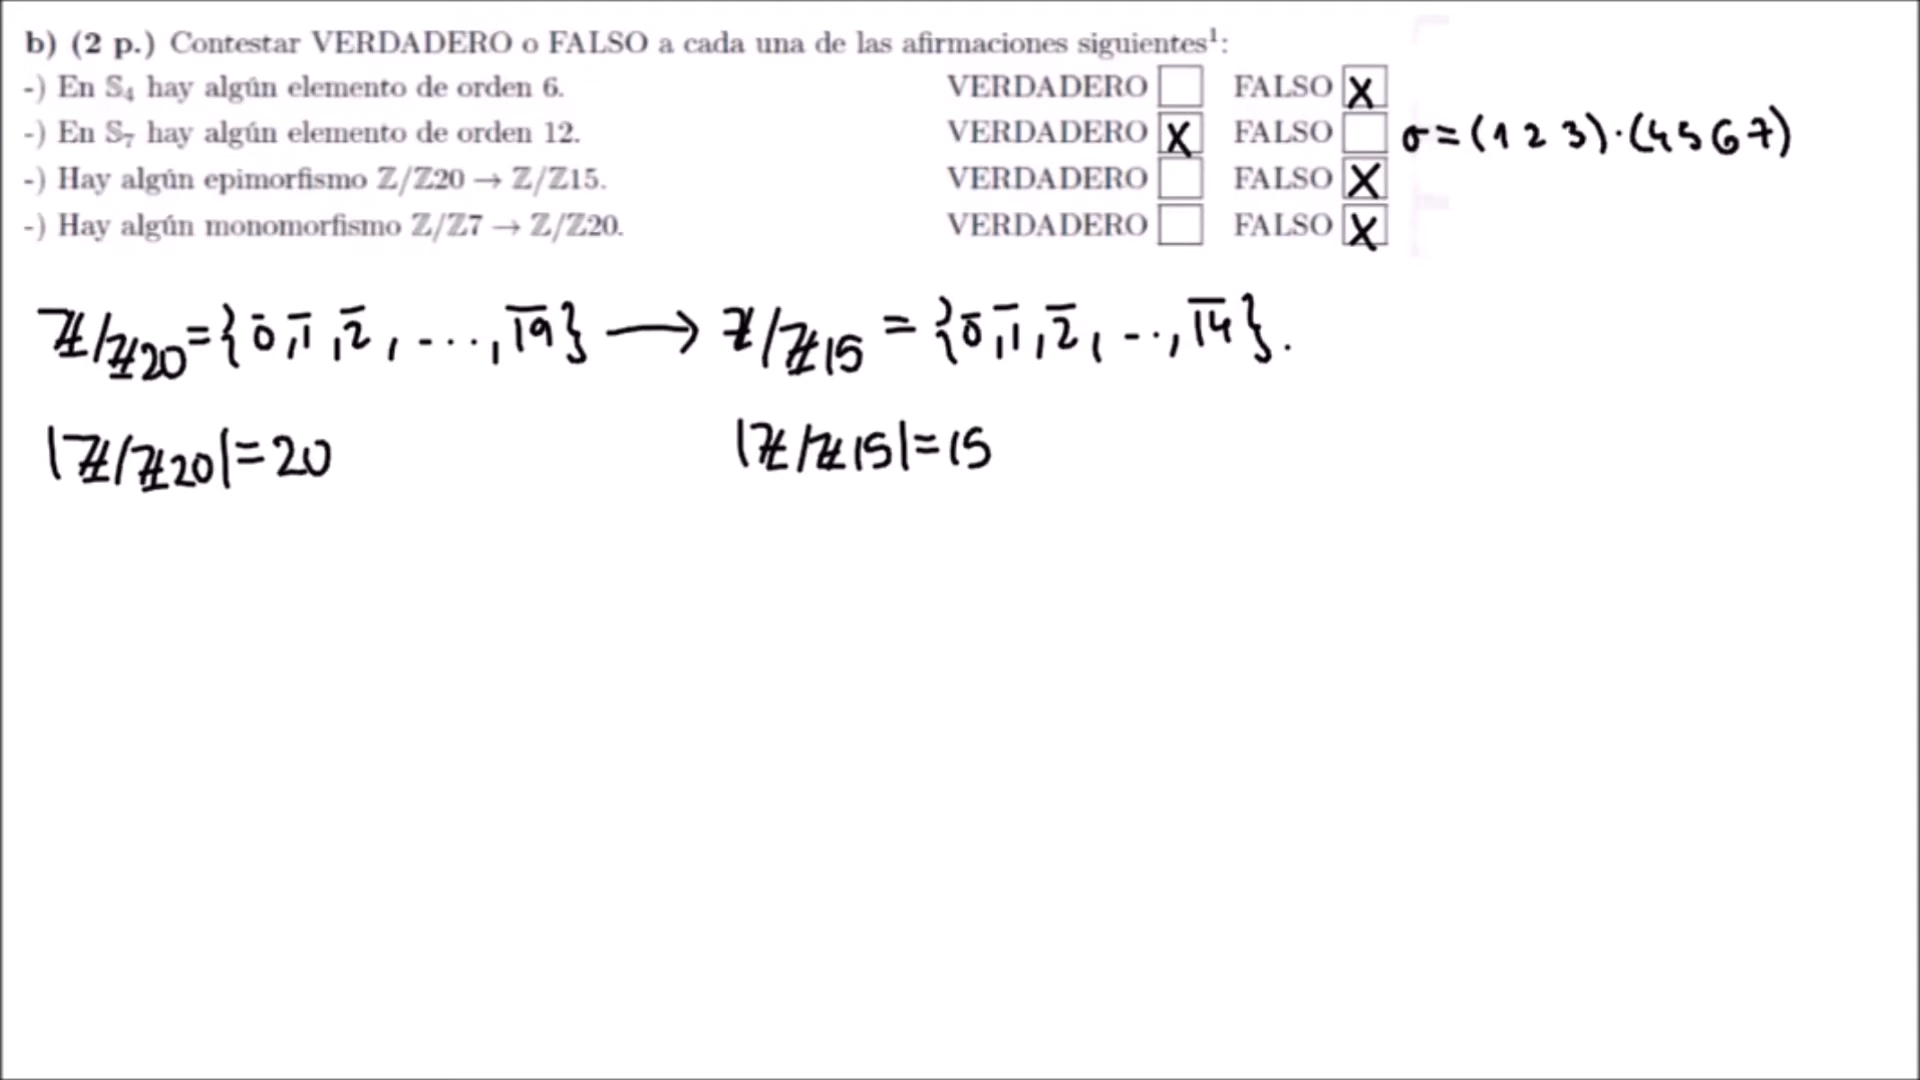 b) (2 p.) Contestar VERDADERO o FALSO a cada una de las afirmaciones siguientes¹:
-) En 𝕊₄ hay algún elemento de orden 6. VERDADERO ☐ FALSO ☒
-) En 𝕊₇ hay algún elemento de orden 12. VERDADERO ☒ FALSO ☐ σ=(1 2 3)·(4 5 6 7)
-) Hay algún epimorfismo ℤ/ℤ20 → ℤ/ℤ15. VERDADERO ☐ FALSO ☒
-) Hay algún monomorfismo ℤ/ℤ7 → ℤ/ℤ20. VERDADERO ☐ FALSO ☒
ℤ/ℤ20={0̄,1̄,2̄,...,1̅9̅} → ℤ/ℤ15={0̄,1̄,2̄,...,1̅4̅}.
|ℤ/ℤ20|=20 |ℤ/ℤ15|=15